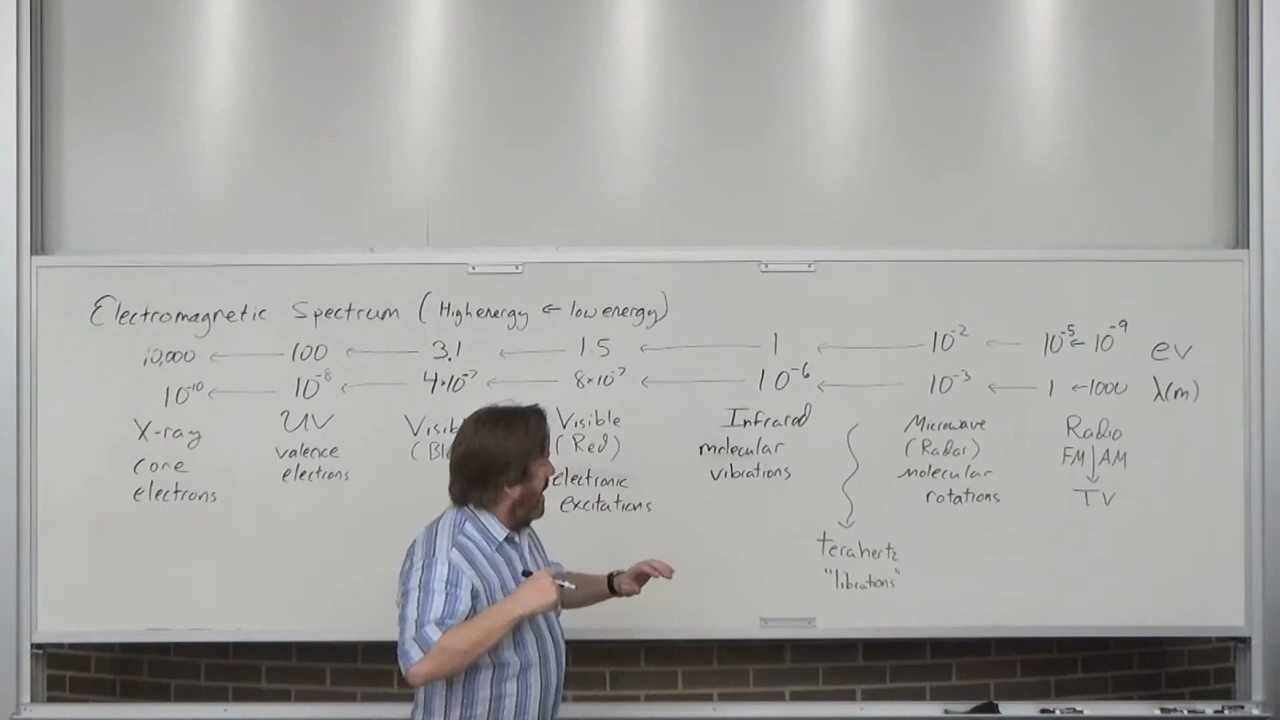 Electromagnetic Spectrum (High energy ← low energy)
10,000 ← 100 ← 3.1 ← 1.5 ← 1 ← 10⁻² ← 10⁻⁵ ← 10⁻⁹ eV
10⁻¹⁰ ← 10⁻⁸ ← 4×10⁻⁷ ← 8×10⁻⁷ ← 10⁻⁶ ← 10⁻³ ← 1 ← 1000 λ(m)
X-ray
core
electrons
UV
valence
electrons
Visible
(Red)
electronic
excitations
Infrared
molecular
vibrations
terahertz
"librations"
Microwave
(Radar)
molecular
rotations
Radio
FM ↓ AM
TV